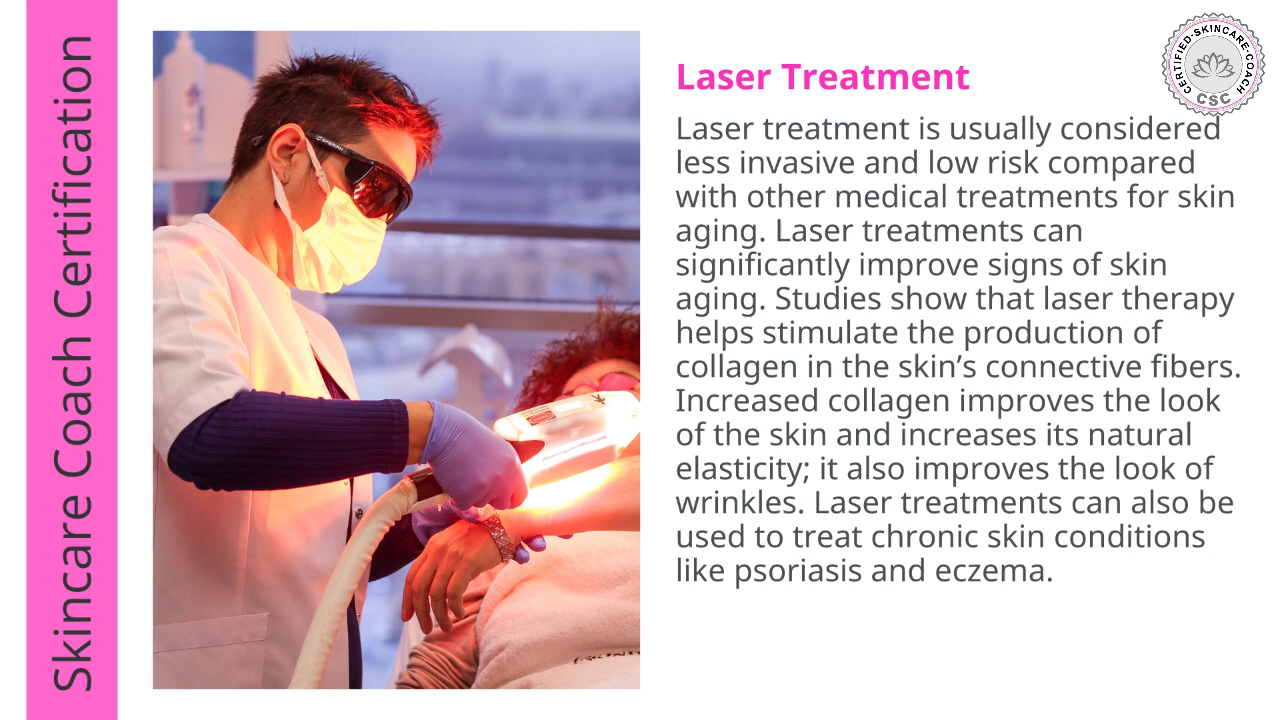 Skincare Coach Certification
CERTIFIED-SKINCARE-COACH
CSC
Laser Treatment
Laser treatment is usually considered
less invasive and low risk compared
with other medical treatments for skin
aging. Laser treatments can
significantly improve signs of skin
aging. Studies show that laser therapy
helps stimulate the production of
collagen in the skin’s connective fibers.
Increased collagen improves the look
of the skin and increases its natural
elasticity; it also improves the look of
wrinkles. Laser treatments can also be
used to treat chronic skin conditions
like psoriasis and eczema.